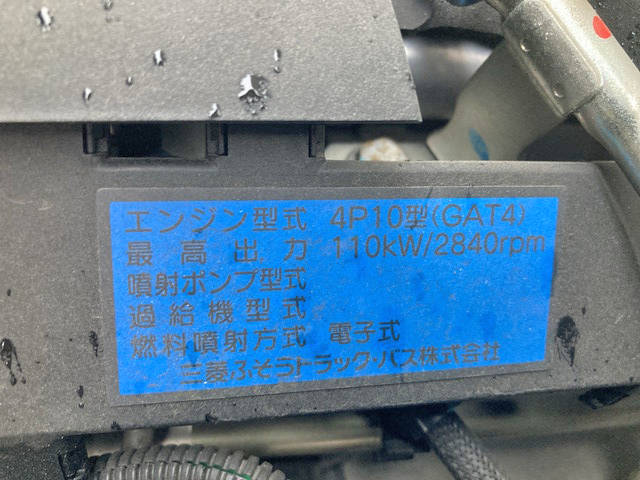 エンジン型式 4P10型(GAT4)
最高出力 110kW/2840rpm
噴射ポンプ型式
過給機型式
燃料噴射方式 電子式
三菱ふそうトラック・バス株式会社